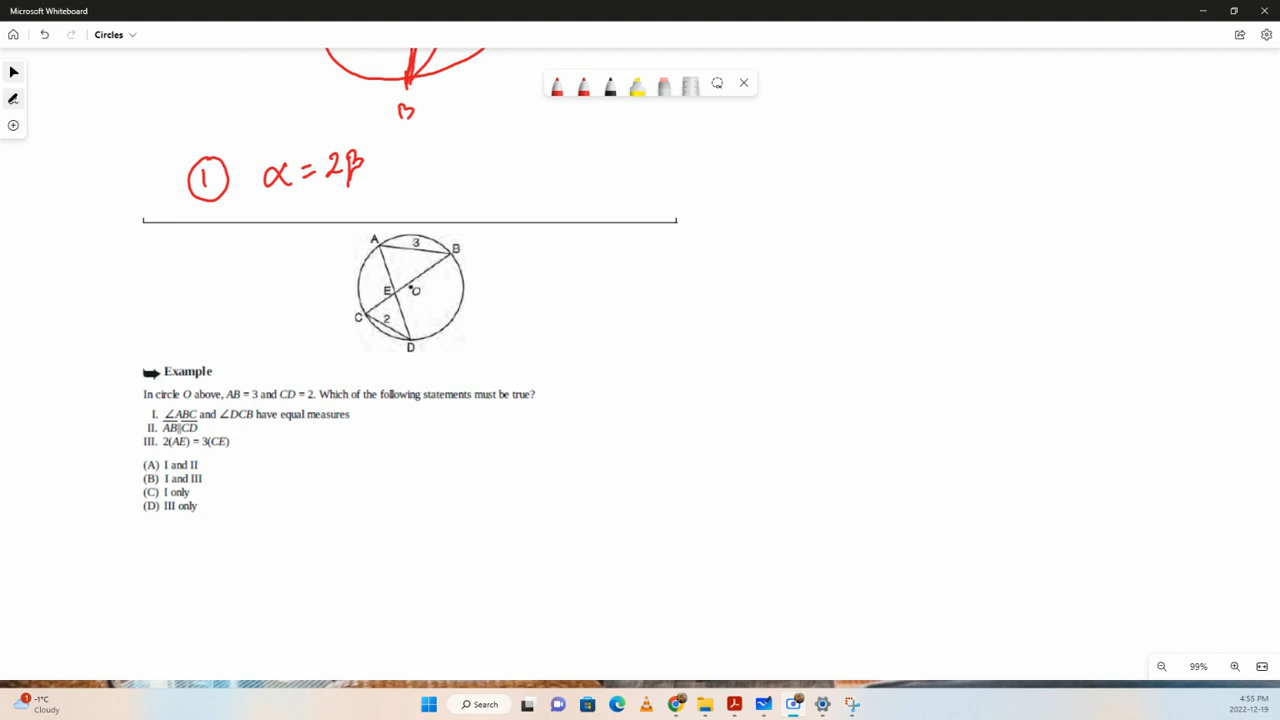 Microsoft Whiteboard
Circles
B
① α = 2β
A
3
B
E
O
C
2
D
Example
In circle O above, AB = 3 and CD = 2. Which of the following statements must be true?
I. ∠ABC and ∠DCB have equal measures
II. AB||CD
III. 2(AE) = 3(CE)
(A) I and II
(B) I and III
(C) I only
(D) III only
99%
1
-1°C
Cloudy
Search
4:55 PM
2022-12-19